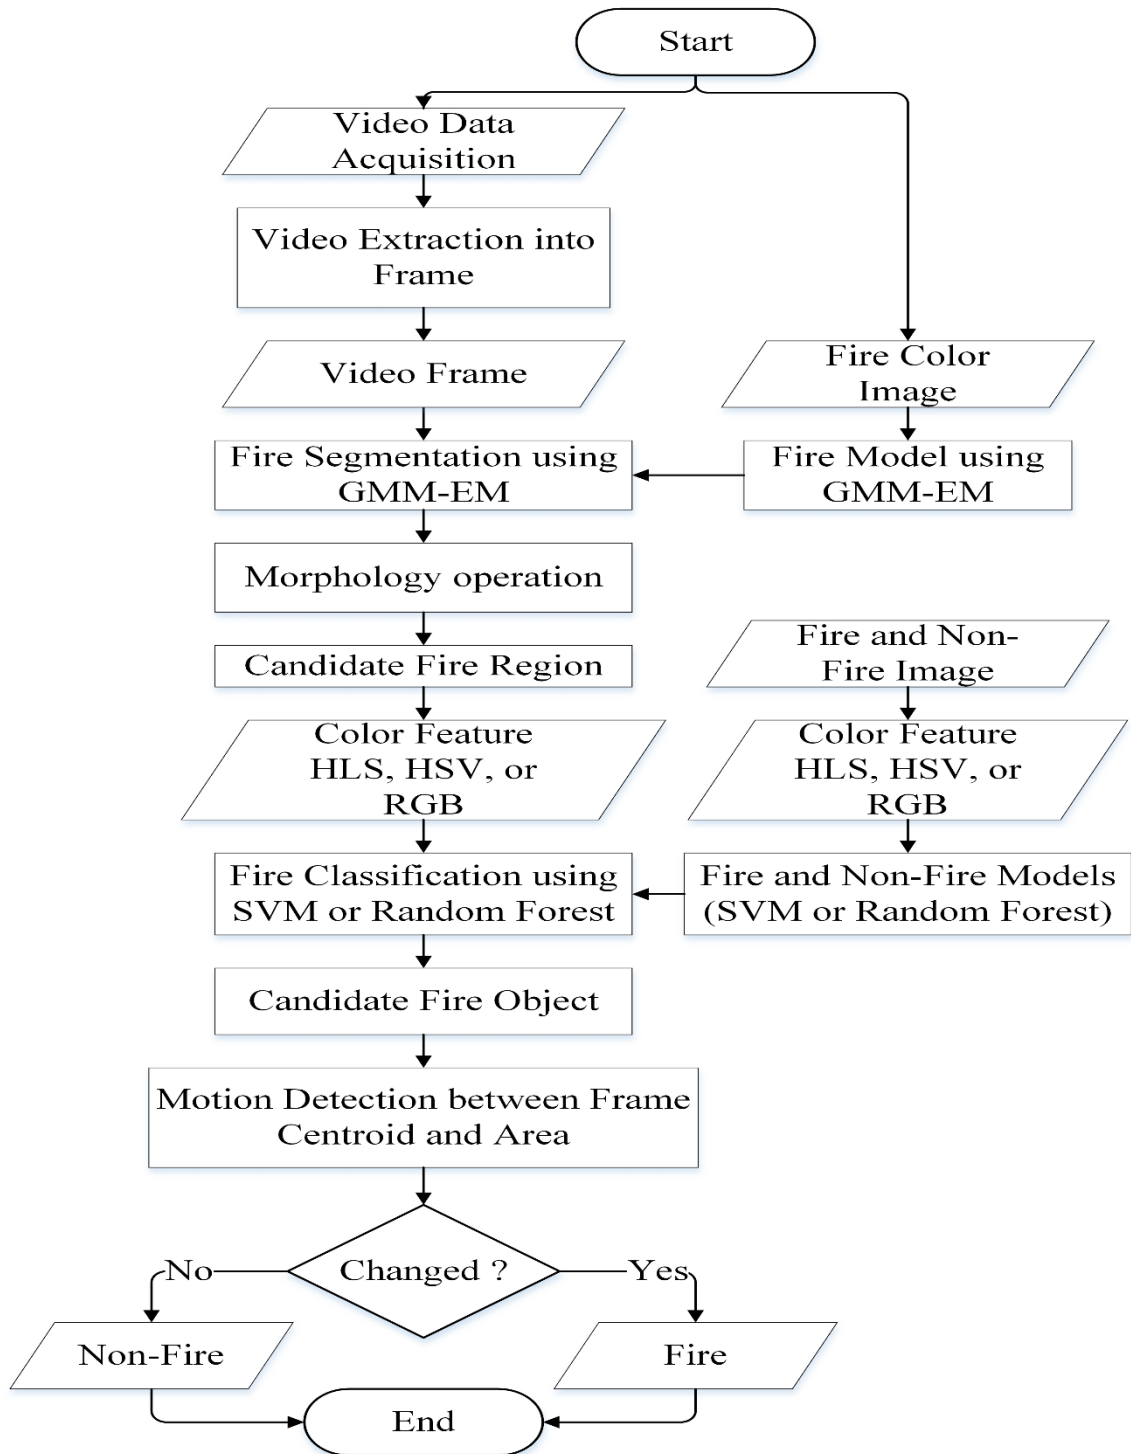 Start
Video Data
Acquisition
Video Extraction into
Frame
Video Frame
Fire Color
Image
Fire Segmentation using
GMM-EM
Fire Model using
GMM-EM
Morphology operation
Candidate Fire Region
Fire and Non-
Fire Image
Color Feature
HLS, HSV, or
RGB
Color Feature
HLS, HSV, or
RGB
Fire Classification using
SVM or Random Forest
Fire and Non-Fire Models
(SVM or Random Forest)
Candidate Fire Object
Motion Detection between Frame
Centroid and Area
Changed ?
No
Yes
Non-Fire
Fire
End